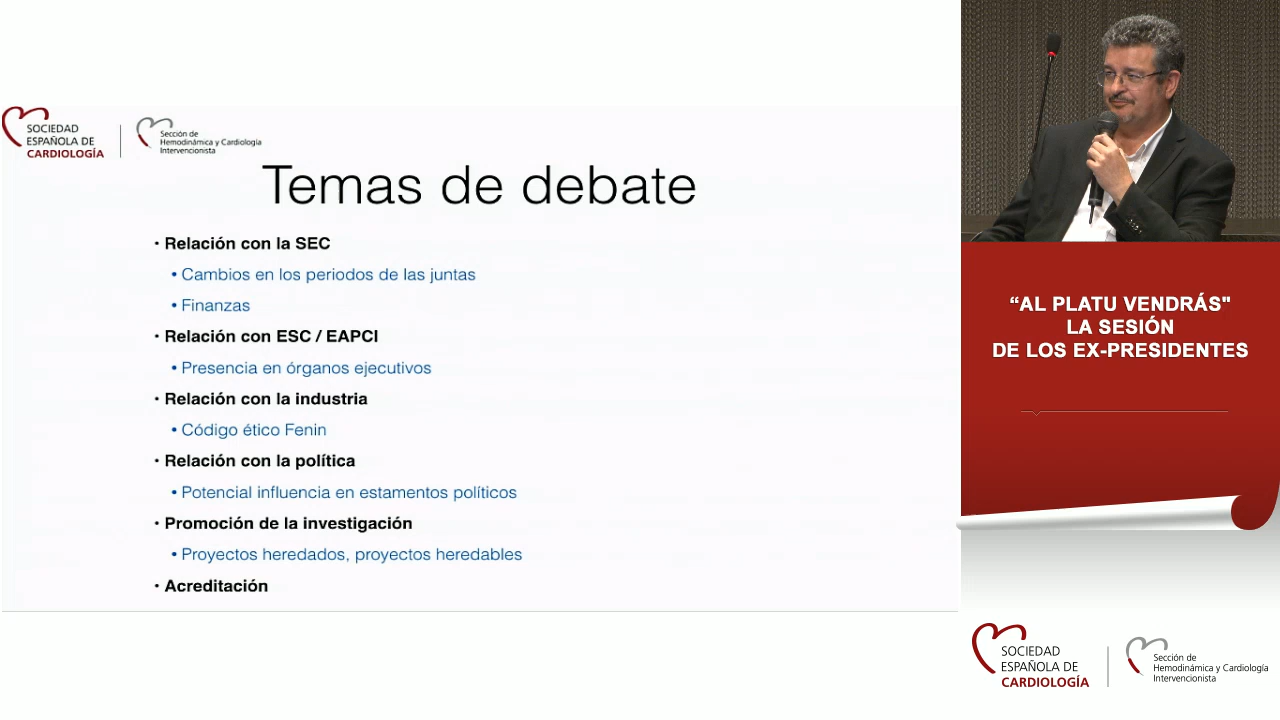 SOCIEDAD
ESPAÑOLA DE
CARDIOLOGÍA
Sección de
Hemodinámica y Cardiología
Intervencionista
Temas de debate
· Relación con la SEC
• Cambios en los periodos de las juntas
• Finanzas
· Relación con ESC / EAPCI
• Presencia en órganos ejecutivos
· Relación con la industria
• Código ético Fenin
· Relación con la política
• Potencial influencia en estamentos políticos
· Promoción de la investigación
• Proyectos heredados, proyectos heredables
· Acreditación
“AL PLATU VENDRÁS"
LA SESIÓN
DE LOS EX-PRESIDENTES
SOCIEDAD
ESPAÑOLA DE
CARDIOLOGÍA
Sección de
Hemodinámica y Cardiología
Intervencionista